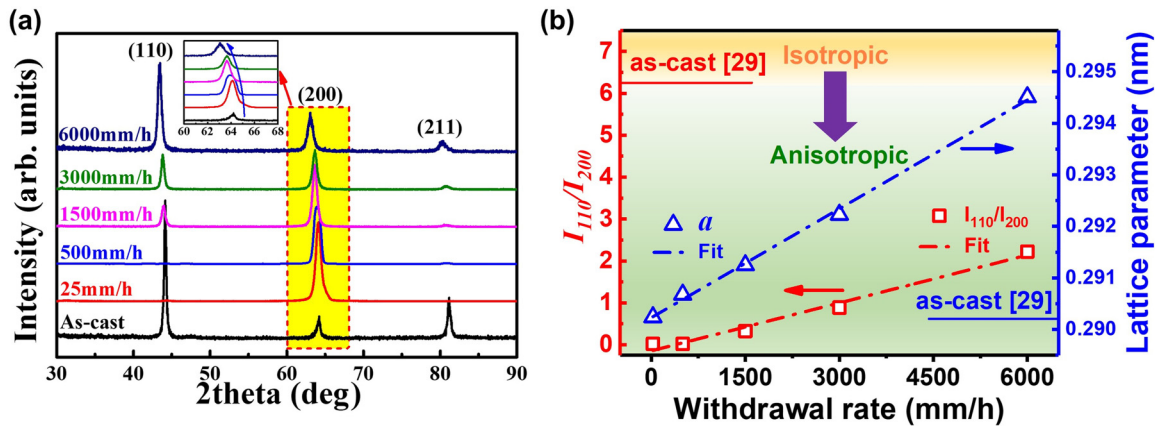 (a)
(110)
(200)
(211)
60 62 64 66 68
6000mm/h
3000mm/h
1500mm/h
500mm/h
25mm/h
As-cast
Intensity (arb. units)
30 40 50 60 70 80 90
2theta (deg)
(b)
7
6
5
4
3
2
1
0
I110/I200
as-cast [29]
Isotropic
Anisotropic
a
Fit
I110/I200
Fit
as-cast [29]
0.295
0.294
0.293
0.292
0.291
0.290
Lattice parameter (nm)
0 1500 3000 4500 6000
Withdrawal rate (mm/h)